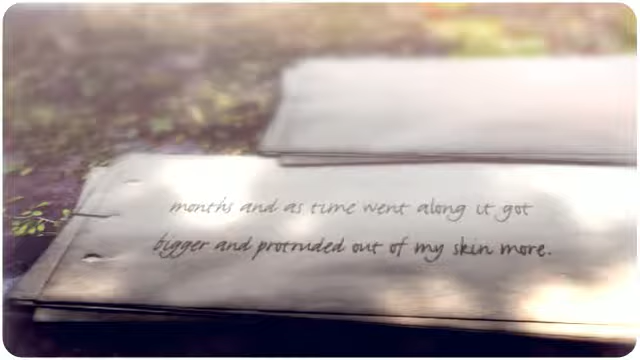 months and as time went along it got
bigger and protruded out of my skin more.